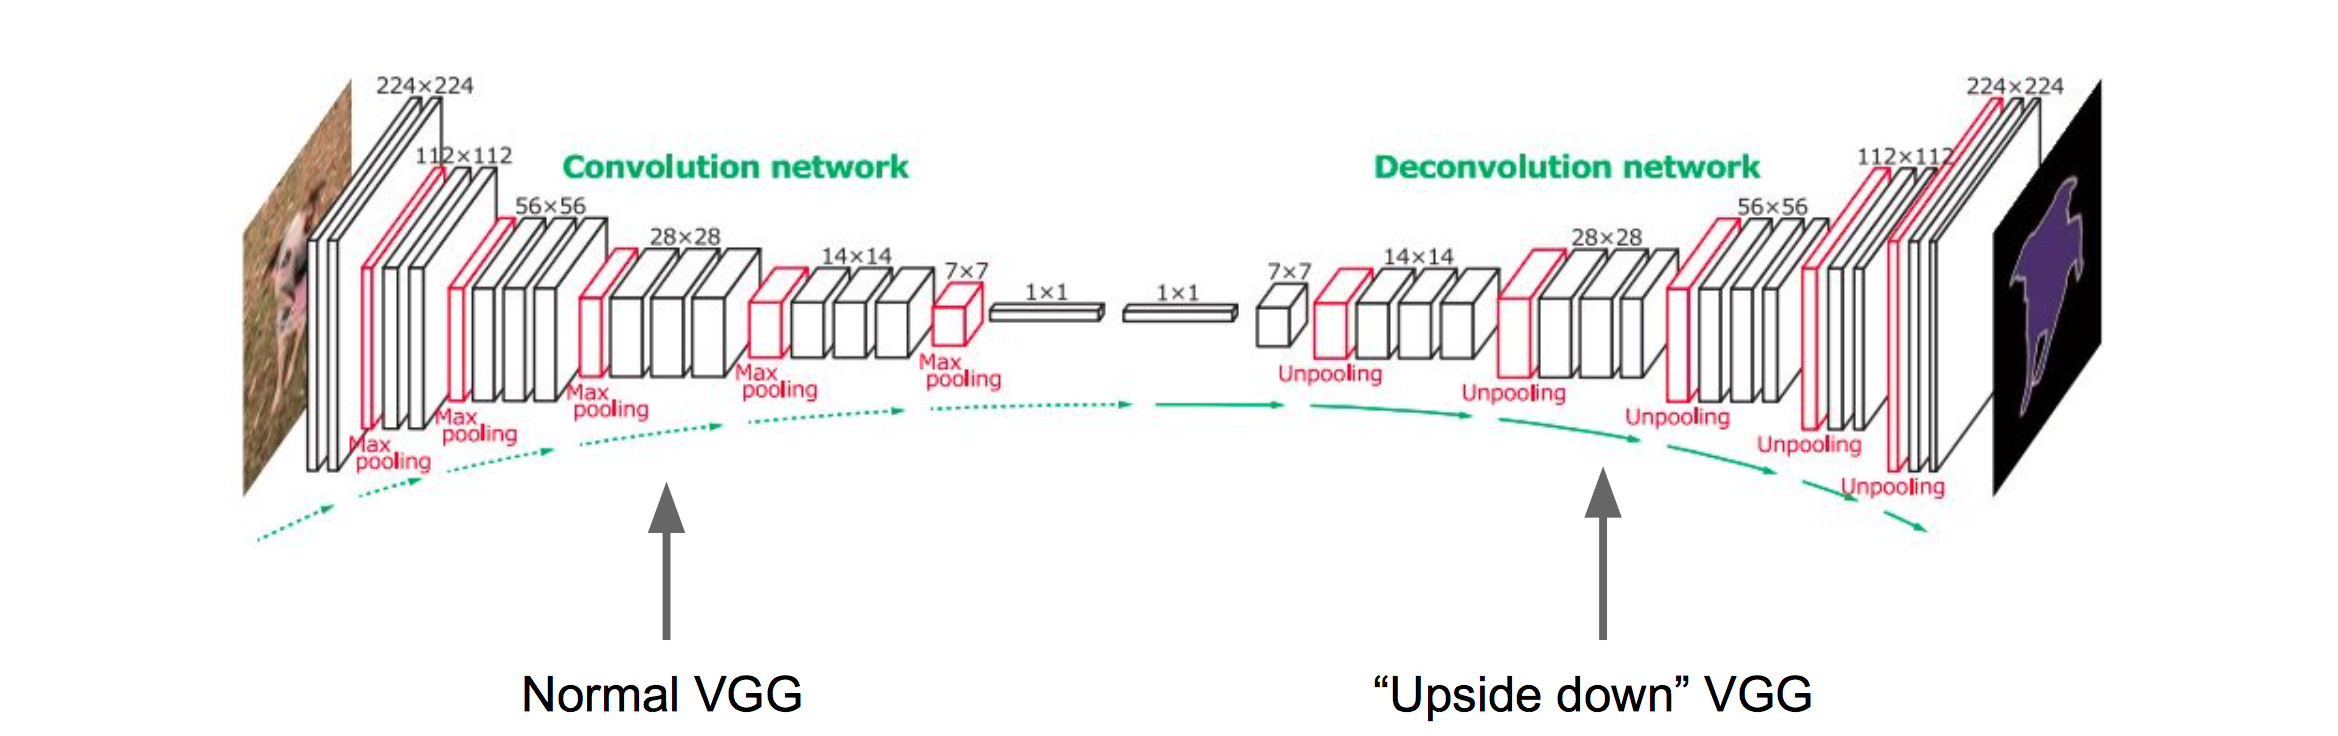 224×224
112×112
Convolution network
56×56
28×28
14×14
7×7
1×1
1×1
7×7
14×14
28×28
Deconvolution network
56×56
112×112
224×224
Max
pooling
Max
pooling
Max
pooling
Max
pooling
Max
pooling
Unpooling
Unpooling
Unpooling
Unpooling
Unpooling
Normal VGG
“Upside down” VGG